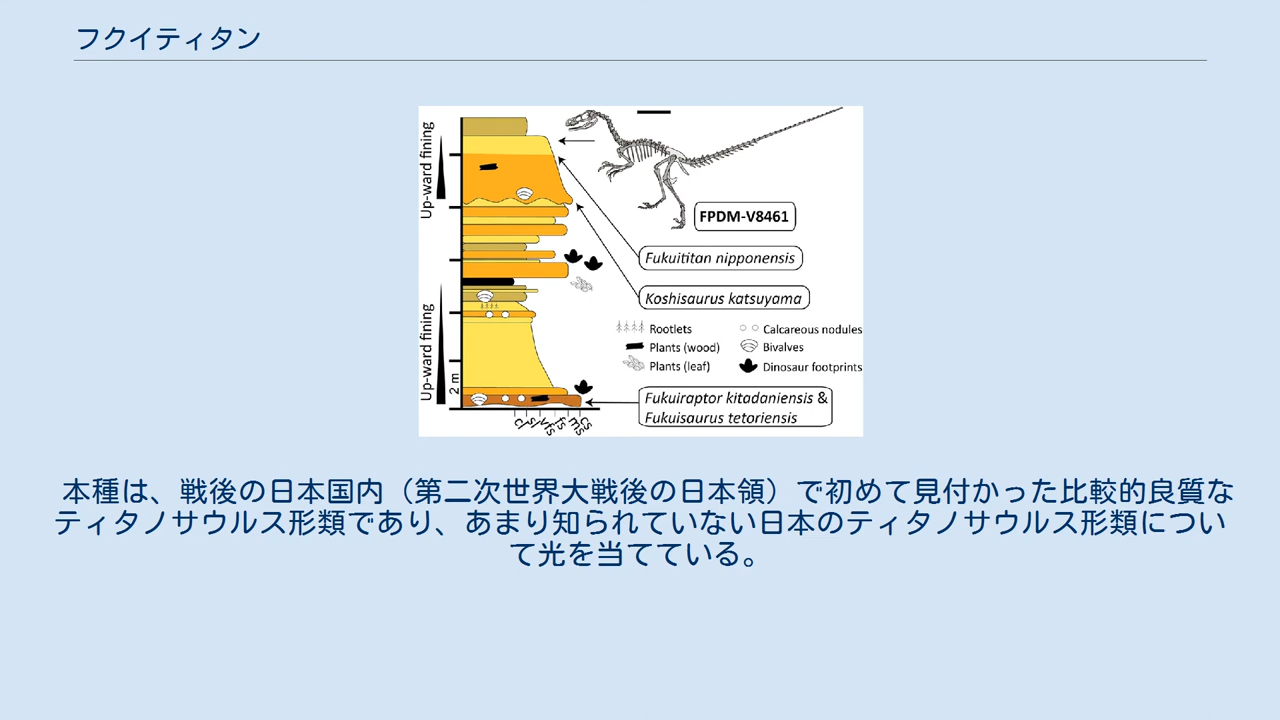 フクイティタン
Up-ward fining
FPDM-V8461
Fukuititan nipponensis
Koshisaurus katsuyama
Rootlets
Calcareous nodules
Plants (wood)
Bivalves
Plants (leaf)
Dinosaur footprints
Up-ward fining
2 m
Fukuiraptor kitadaniensis &
Fukuisaurus tetoriensis
cl
sl
vfs
fs
ms
cs
本種は、戦後の日本国内（第二次世界大戦後の日本領）で初めて見付かった比較的良質な
ティタノサウルス形類であり、あまり知られていない日本のティタノサウルス形類につい
て光を当てている。